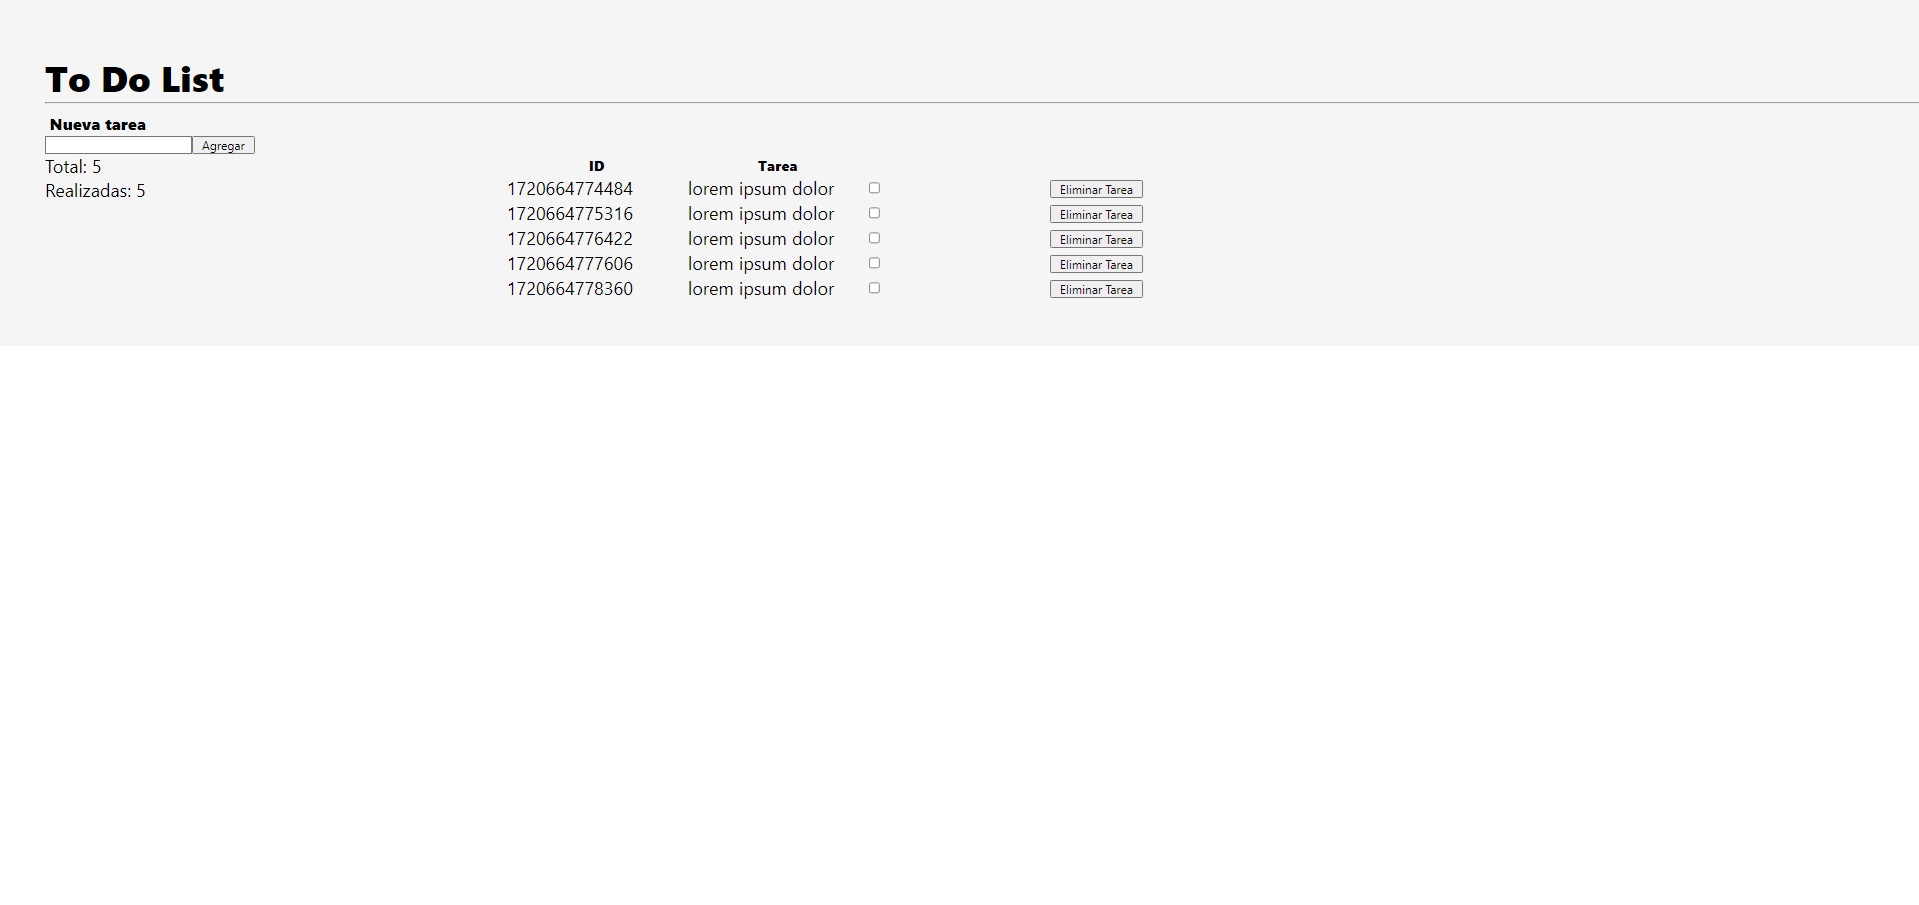 To Do List
Nueva tarea
Agregar
Total: 5
Realizadas: 5
ID Tarea
1720664774484 lorem ipsum dolor Eliminar Tarea
1720664775316 lorem ipsum dolor Eliminar Tarea
1720664776422 lorem ipsum dolor Eliminar Tarea
1720664777606 lorem ipsum dolor Eliminar Tarea
1720664778360 lorem ipsum dolor Eliminar Tarea